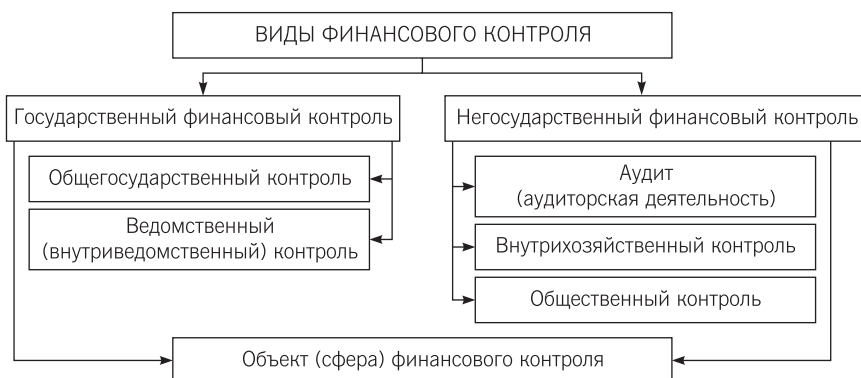 ВИДЫ ФИНАНСОВОГО КОНТРОЛЯ
Государственный финансовый контроль
Негосударственный финансовый контроль
Общегосударственный контроль
Ведомственный
(внутриведомственный) контроль
Аудит
(аудиторская деятельность)
Внутрихозяйственный контроль
Общественный контроль
Объект (сфера) финансового контроля